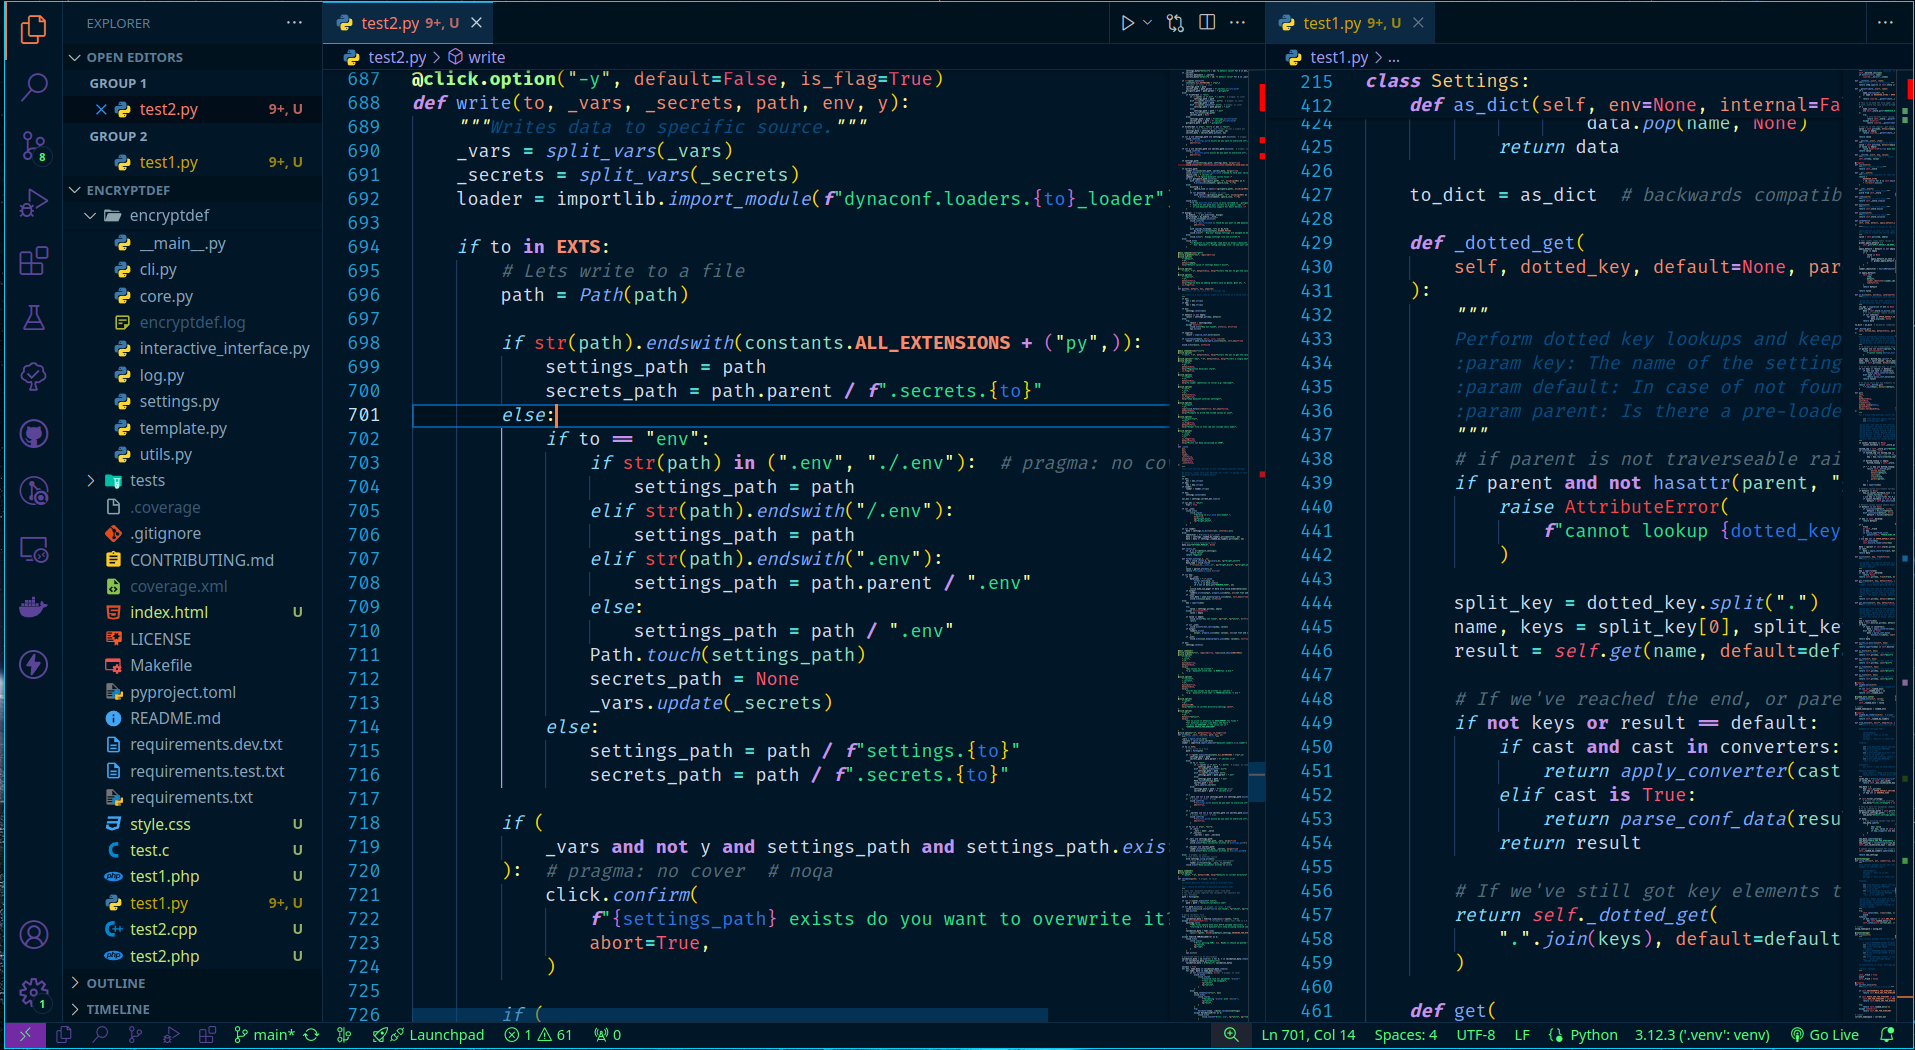 EXPLORER
OPEN EDITORS
GROUP 1
test2.py 9+, U
GROUP 2
test1.py 9+, U
ENCRYPTDEF
encryptdef
__main__.py
cli.py
core.py
encryptdef.log
interactive_interface.py
log.py
settings.py
template.py
utils.py
tests
.coverage
.gitignore
CONTRIBUTING.md
coverage.xml
index.html U
LICENSE
Makefile
pyproject.toml
README.md
requirements.dev.txt
requirements.test.txt
requirements.txt
style.css U
test.c U
test1.php U
test1.py 9+, U
test2.cpp U
test2.php U
OUTLINE
TIMELINE
8
1
test2.py 9+, U
test2.py > write
687 @click.option("-y", default=False, is_flag=True)
688 def write(to, _vars, _secrets, path, env, y):
689 """Writes data to specific source."""
690 _vars = split_vars(_vars)
691 _secrets = split_vars(_secrets)
692 loader = importlib.import_module(f"dynaconf.loaders.{to}_loader"
693
694 if to in EXTS:
695 # Lets write to a file
696 path = Path(path)
697
698 if str(path).endswith(constants.ALL_EXTENSIONS + ("py",)):
699 settings_path = path
700 secrets_path = path.parent / f".secrets.{to}"
701 else:
702 if to == "env":
703 if str(path) in (".env", "./.env"): # pragma: no co
704 settings_path = path
705 elif str(path).endswith("/.env"):
706 settings_path = path
707 elif str(path).endswith(".env"):
708 settings_path = path.parent / ".env"
709 else:
710 settings_path = path / ".env"
711 Path.touch(settings_path)
712 secrets_path = None
713 _vars.update(_secrets)
714 else:
715 settings_path = path / f"settings.{to}"
716 secrets_path = path / f".secrets.{to}"
717
718 if (
719 _vars and not y and settings_path and settings_path.exis
720 ): # pragma: no cover # noqa
721 click.confirm(
722 f"{settings_path} exists do you want to overwrite it?
723 abort=True,
724 )
725
726 if (
test1.py 9+, U
test1.py > ...
215 class Settings:
412 def as_dict(self, env=None, internal=Fa
424 data.pop(name, None)
425 return data
426
427 to_dict = as_dict # backwards compatib
428
429 def _dotted_get(
430 self, dotted_key, default=None, par
431 ):
432 """
433 Perform dotted key lookups and keep
434 :param key: The name of the setting
435 :param default: In case of not foun
436 :param parent: Is there a pre-loade
437 """
438 # if parent is not traverseable rai
439 if parent and not hasattr(parent, "
440 raise AttributeError(
441 f"cannot lookup {dotted_key
442 )
443
444 split_key = dotted_key.split(".")
445 name, keys = split_key[0], split_ke
446 result = self.get(name, default=def
447
448 # If we've reached the end, or pare
449 if not keys or result == default:
450 if cast and cast in converters:
451 return apply_converter(cast
452 elif cast is True:
453 return parse_conf_data(resu
454 return result
455
456 # If we've still got key elements t
457 return self._dotted_get(
458 ".".join(keys), default=default
459 )
460
461 def get(
main* Launchpad 1 61 0 Ln 701, Col 14 Spaces: 4 UTF-8 LF Python 3.12.3 ('.venv': venv) Go Live